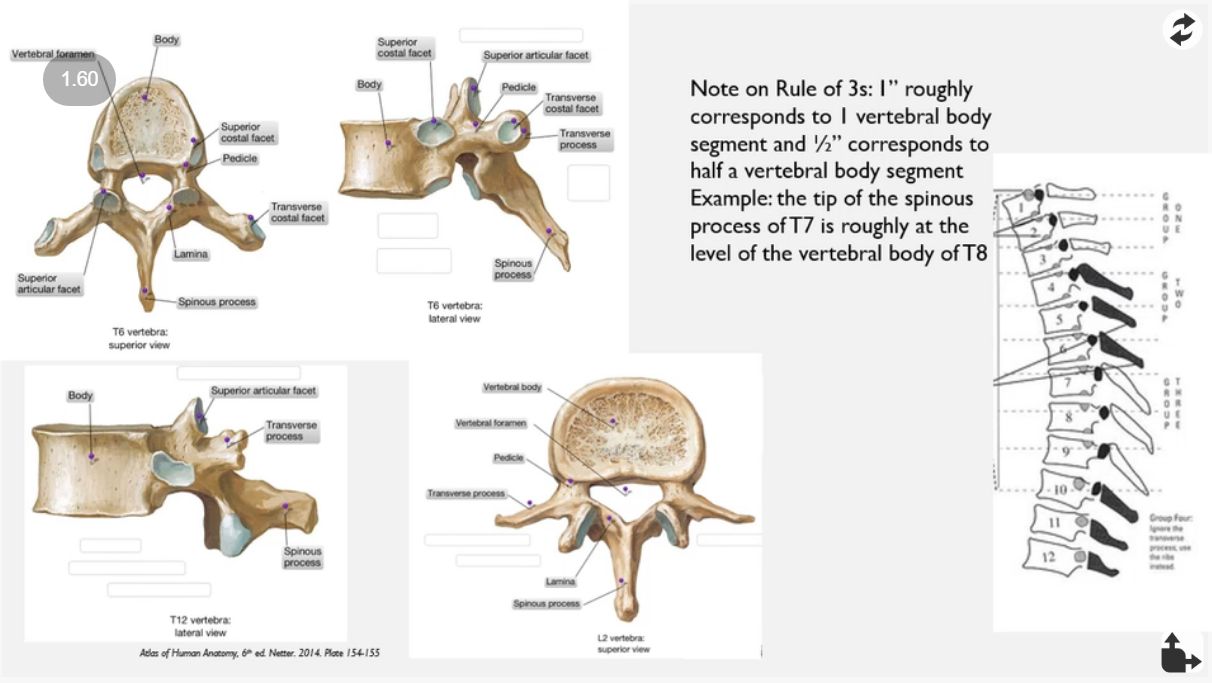 Body
Vertebral foramen
1.60
Superior
costal facet
Pedicle
Transverse
costal facet
Lamina
Superior
articular facet
Spinous process
T6 vertebra:
superior view
Superior
costal facet
Superior articular facet
Body
Pedicle
Transverse
costal facet
Transverse
process
Spinous
process
T6 vertebra:
lateral view
Note on Rule of 3s: 1” roughly
corresponds to 1 vertebral body
segment and ½” corresponds to
half a vertebral body segment
Example: the tip of the spinous
process of T7 is roughly at the
level of the vertebral body of T8
Body
Superior articular facet
Transverse
process
Spinous
process
T12 vertebra:
lateral view
Atlas of Human Anatomy, 6th ed. Netter. 2014. Plate 154-155
Vertebral body
Vertebral foramen
Pedicle
Transverse process
Lamina
Spinous process
L2 vertebra:
superior view
1
2
3
4
5
6
7
8
9
10
11
12
GROUP ONE
GROUP TWO
GROUP THREE
Group Four:
Ignore the
transverse
process, use
the ribs
instead.